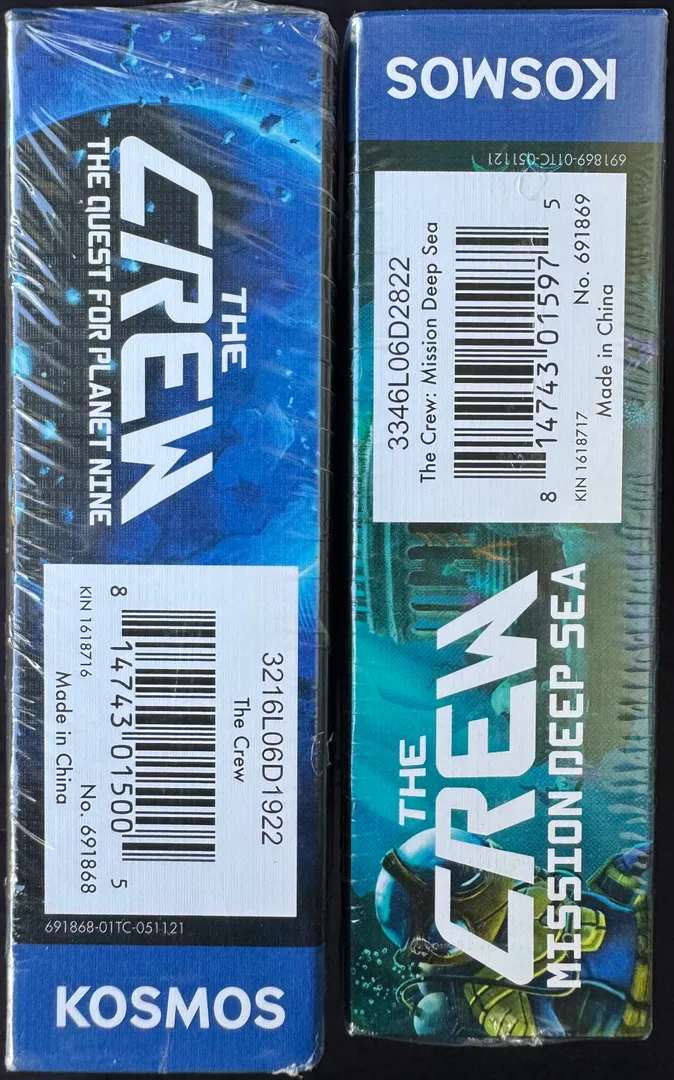 THE
CREW
THE QUEST FOR PLANET NINE
3216L06D1922
The Crew
8 14743 01500 5
KIN 1618716 No. 691868
Made in China
691868-01TC-051121
KOSMOS
KOSMOS
691869-01TC-051121
3346L06D2822
The Crew: Mission Deep Sea
8 14743 01597 5
KIN 1618717 No. 691869
Made in China
THE
CREW
MISSION DEEP SEA